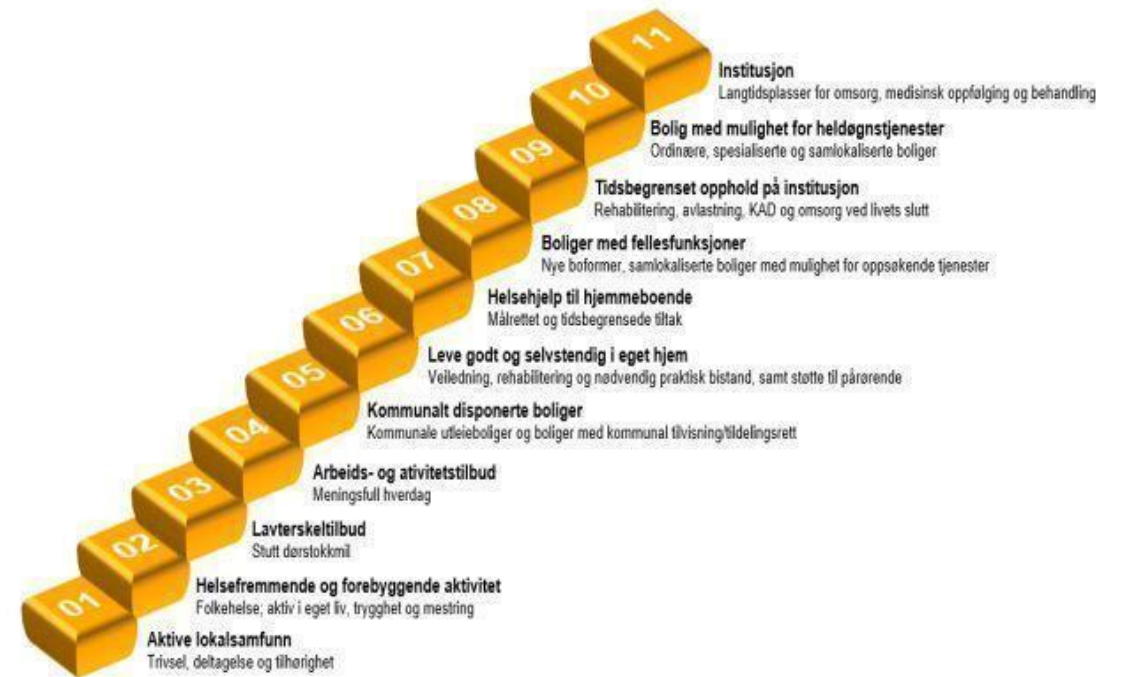 11
Institusjon
Langtidsplasser for omsorg, medisinsk oppfølging og behandling
10
Bolig med mulighet for heldøgnstjenester
Ordinære, spesialiserte og samlokaliserte boliger
09
Tidsbegrenset opphold på institusjon
Rehabilitering, avlastning, KAD og omsorg ved livets slutt
08
Boliger med fellesfunksjoner
Nye boformer, samlokaliserte boliger med mulighet for oppsøkende tjenester
07
Helsehjelp til hjemmeboende
Målrettet og tidsbegrensede tiltak
06
Leve godt og selvstendig i eget hjem
Veiledning, rehabilitering og nødvendig praktisk bistand, samt støtte til pårørende
05
Kommunalt disponerte boliger
Kommunale utleieboliger og boliger med kommunal tilvisning/tildelingsrett
04
Arbeids- og ativitetstilbud
Meningsfull hverdag
03
Lavterskeltilbud
Stutt dørstokkmil
02
Helsefremmende og forebyggende aktivitet
Folkehelse; aktiv i eget liv, trygghet og mestring
01
Aktive lokalsamfunn
Trivsel, deltagelse og tilhørighet